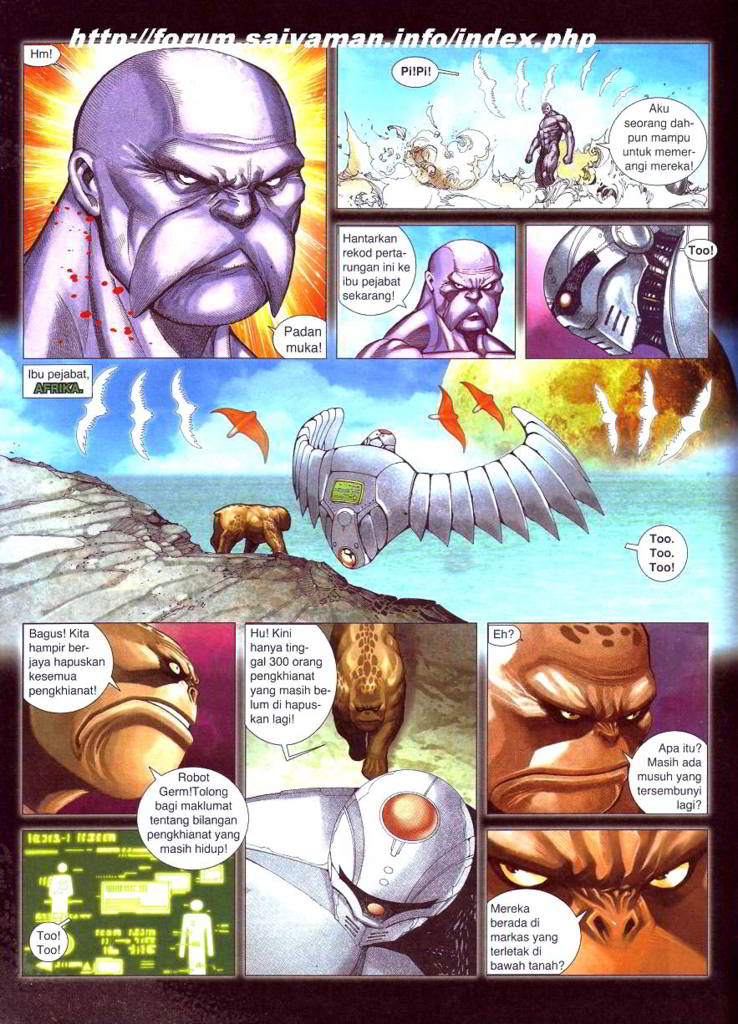 http://forum.saiyaman.info/index.php
Hm!
Padan
muka!
Pi!Pi!
Aku
seorang dah-
pun mampu
untuk memer-
angi mereka!
Hantarkan
rekod perta-
rungan ini ke
ibu pejabat
sekarang!
Too!
Ibu pejabat,
AFRIKA.
Too.
Too.
Too!
Bagus! Kita
hampir ber-
jaya hapuskan
kesemua
pengkhianat!
Robot
Germ!Tolong
bagi maklumat
tentang bilangan
pengkhianat yang
masih hidup!
Too!
Too!
Hu! Kini
hanya ting-
gal 300 orang
pengkhianat
yang masih be-
lum di hapus-
kan lagi!
Eh?
Apa itu?
Masih ada
musuh yang
tersembunyi
lagi?
Mereka
berada di
markas yang
terletak di
bawah tanah?